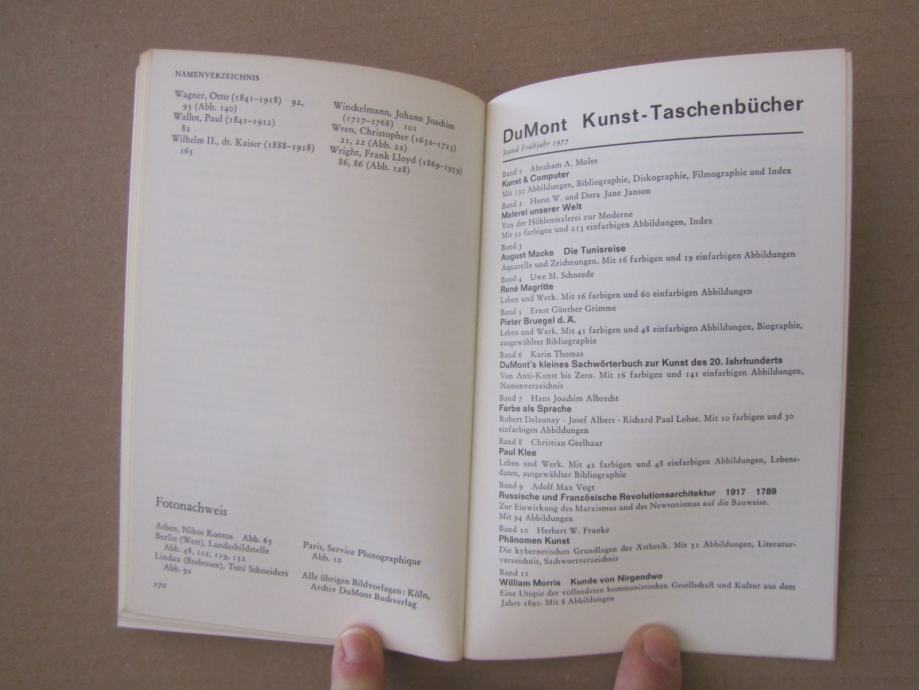 NAMENVERZEICHNIS
Wagner, Otto (1841–1918) 92,
95 (Abb. 140)
Wallot, Paul (1841–1912)
82
Wilhelm II., dt. Kaiser (1888–1918)
165
Winckelmann, Johann Joachim
(1717–1768) 101
Wren, Christopher (1632–1723)
21, 22 (Abb. 22)
Wright, Frank Lloyd (1869–1959)
86, 86 (Abb. 128)
Fotonachweis
Athen, Nikos Kontos Abb. 65
Berlin (West), Landesbildstelle
Abb. 48, 102, 129, 152
Lindau (Bodensee), Toni Schneiders
Abb. 92
Paris, Service Photographique
Abb. 10
Alle übrigen Bildvorlagen: Köln,
Archiv DuMont Buchverlag
170
DuMont Kunst-Taschenbücher
Stand Frühjahr 1977
Band 1 Abraham A. Moles
Kunst & Computer
Mit 130 Abbildungen, Bibliographie, Diskographie, Filmographie und Index
Band 2 Horst W. und Dora Jane Janson
Malerei unserer Welt
Von der Höhlenmalerei zur Moderne
Mit 32 farbigen und 213 einfarbigen Abbildungen, Index
Band 3
August Macke Die Tunisreise
Aquarelle und Zeichnungen. Mit 16 farbigen und 19 einfarbigen Abbildungen
Band 4 Uwe M. Schneede
René Magritte
Leben und Werk. Mit 16 farbigen und 60 einfarbigen Abbildungen
Band 5 Ernst Günther Grimme
Pieter Bruegel d. Ä.
Leben und Werk. Mit 41 farbigen und 48 einfarbigen Abbildungen, Biographie,
ausgewählter Bibliographie
Band 6 Karin Thomas
DuMont's kleines Sachwörterbuch zur Kunst des 20. Jahrhunderts
Von Anti-Kunst bis Zero. Mit 16 farbigen und 141 einfarbigen Abbildungen,
Namenverzeichnis
Band 7 Hans Joachim Albrecht
Farbe als Sprache
Robert Delaunay - Josef Albers - Richard Paul Lohse. Mit 10 farbigen und 30
einfarbigen Abbildungen
Band 8 Christian Geelhaar
Paul Klee
Leben und Werk. Mit 42 farbigen und 48 einfarbigen Abbildungen, Lebens-
daten, ausgewählter Bibliographie
Band 9 Adolf Max Vogt
Russische und Französische Revolutionsarchitektur 1917 1789
Zur Einwirkung des Marxismus und des Newtonismus auf die Bauweise.
Mit 94 Abbildungen
Band 10 Herbert W. Franke
Phänomen Kunst
Die kybernetischen Grundlagen der Ästhetik. Mit 31 Abbildungen, Literatur-
verzeichnis, Sachwortverzeichnis
Band 11
William Morris Kunde von Nirgendwo
Eine Utopie der vollendeten kommunistischen Gesellschaft und Kultur aus dem
Jahre 1890. Mit 8 Abbildungen